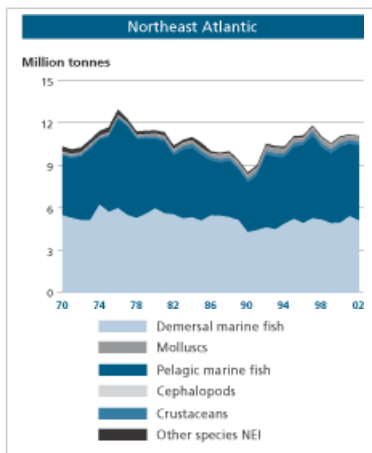 Northeast Atlantic
Million tonnes
15
12
9
6
3
0
70 74 78 82 86 90 94 98 02
Demersal marine fish
Molluscs
Pelagic marine fish
Cephalopods
Crustaceans
Other species NEI